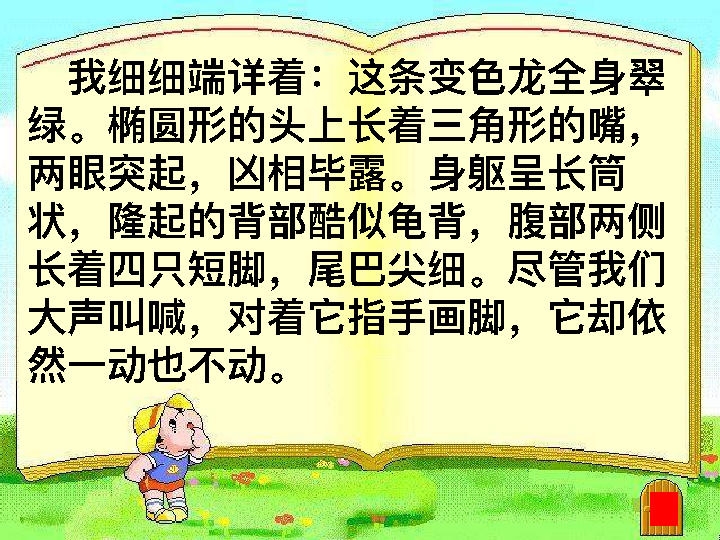 我细细端详着：这条变色龙全身翠
绿。椭圆形的头上长着三角形的嘴，
两眼突起，凶相毕露。身躯呈长筒
状，隆起的背部酷似龟背，腹部两侧
长着四只短脚，尾巴尖细。尽管我们
大声叫喊，对着它指手画脚，它却依
然一动也不动。